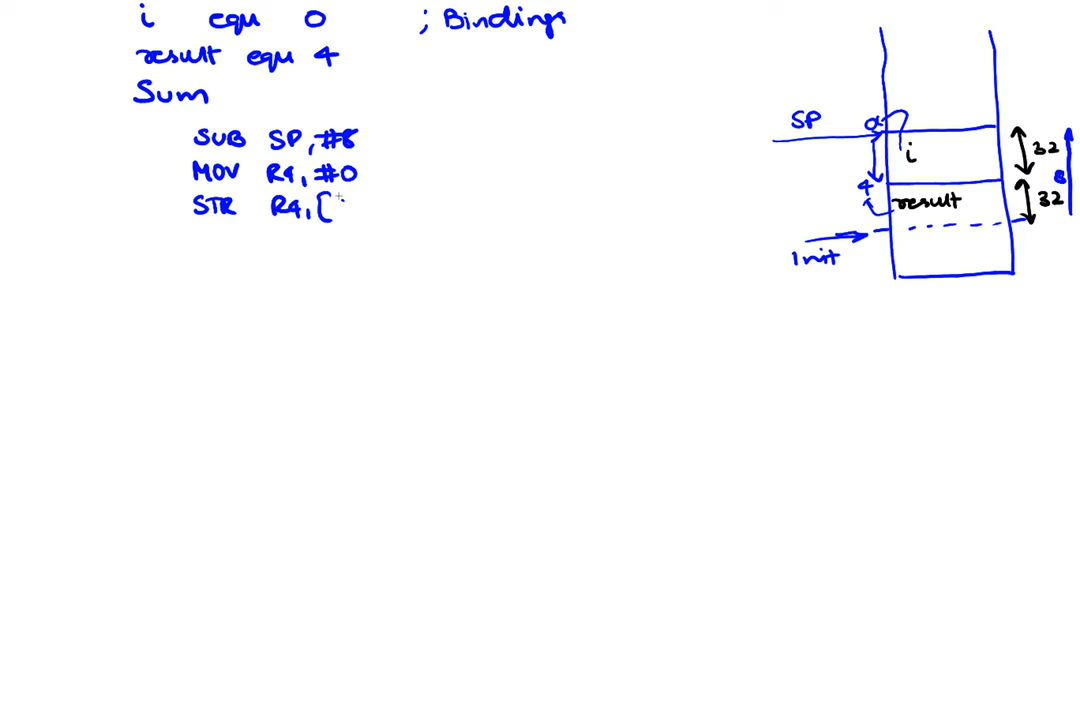 i equ 0 ; Bindings
result equ 4
Sum
SUB SP, #8
MOV R4, #0
STR R4, [
SP
0
i
32
8
4
result
32
Init